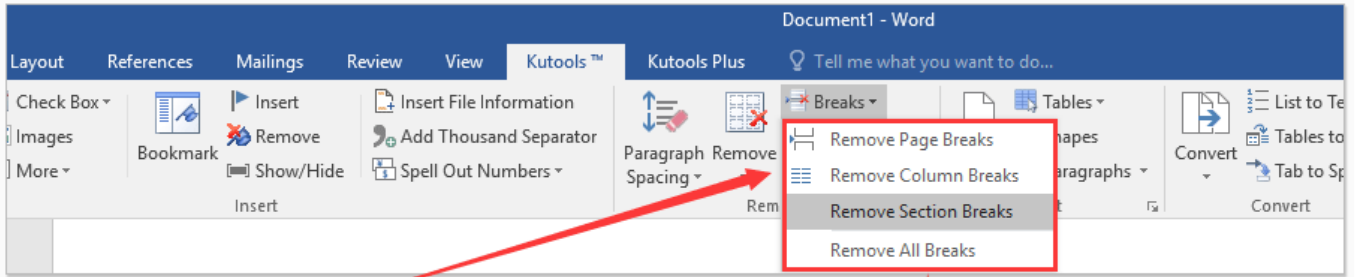 Document1 - Word
Layout References Mailings Review View Kutools ™ Kutools Plus Tell me what you want to do...
Check Box Insert Insert File Information Breaks Tables List to Te
Images Remove Add Thousand Separator Remove Page Breaks hapes Tables to
Bookmark Paragraph Remove Convert
More Show/Hide Spell Out Numbers Spacing Remove Column Breaks aragraphs Tab to Sp
Insert Rem Remove Section Breaks t Convert
Remove All Breaks